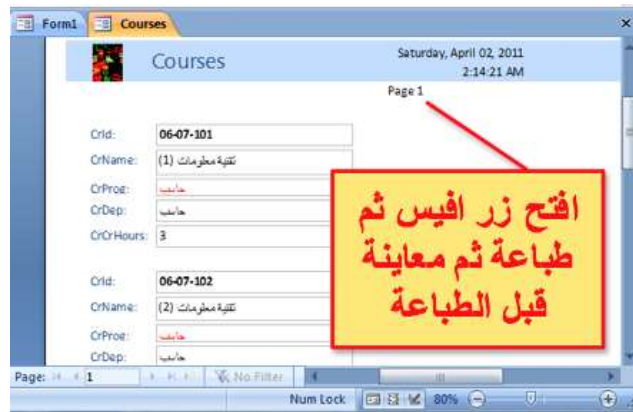 Form1 Courses
Courses
Saturday, April 02, 2011
2:14:21 AM
Page 1
CrId: 06-07-101
CrName: تقنية معلومات (1)
CrProg: حاسب
CrDep: حاسب
CrCrHours: 3
CrId: 06-07-102
CrName: تقنية معلومات (2)
CrProg: حاسب
CrDep: حاسب
افتح زر افيس ثم
طباعة ثم معاينة
قبل الطباعة
Page: 1 No Filter
Num Lock 80%